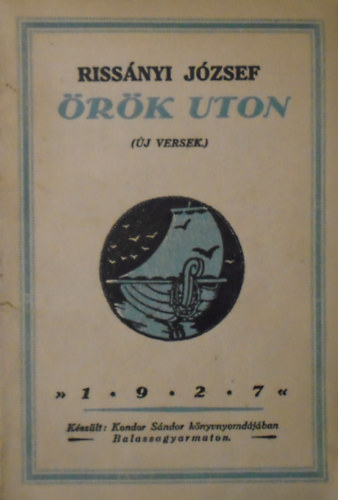 RISSÁNYI JÓZSEF
ÖRÖK UTON
(ÚJ VERSEK.)
» 1 • 9 • 2 • 7 «
Készült: Kondor Sándor könyvnyomdájában
Balassagyarmaton.